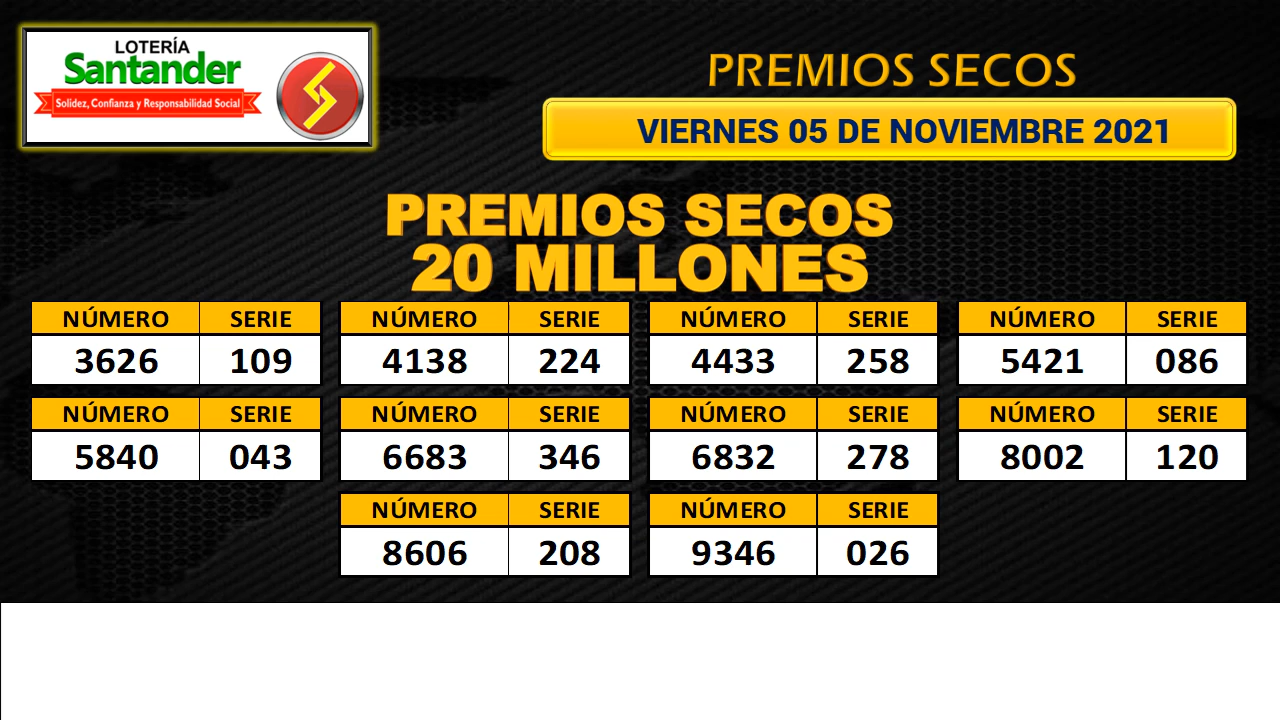 LOTERÍA
Santander
Solidez, Confianza y Responsabilidad Social
PREMIOS SECOS
VIERNES 05 DE NOVIEMBRE 2021
PREMIOS SECOS
20 MILLONES
NÚMERO SERIE NÚMERO SERIE NÚMERO SERIE NÚMERO SERIE
3626 109 4138 224 4433 258 5421 086
NÚMERO SERIE NÚMERO SERIE NÚMERO SERIE NÚMERO SERIE
5840 043 6683 346 6832 278 8002 120
NÚMERO SERIE NÚMERO SERIE
8606 208 9346 026